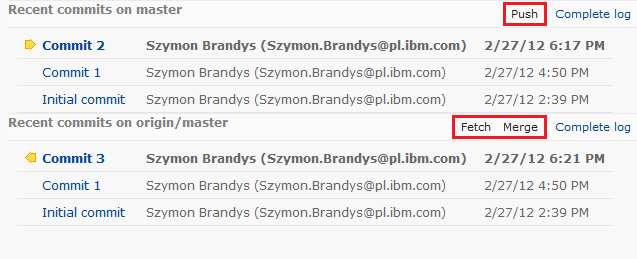 Recent commits on master Push Complete log
Commit 2 Szymon Brandys (Szymon.Brandys@pl.ibm.com) 2/27/12 6:17 PM
Commit 1 Szymon Brandys (Szymon.Brandys@pl.ibm.com) 2/27/12 4:50 PM
Initial commit Szymon Brandys (Szymon.Brandys@pl.ibm.com) 2/27/12 2:39 PM
Recent commits on origin/master Fetch Merge Complete log
Commit 3 Szymon Brandys (Szymon.Brandys@pl.ibm.com) 2/27/12 6:21 PM
Commit 1 Szymon Brandys (Szymon.Brandys@pl.ibm.com) 2/27/12 4:50 PM
Initial commit Szymon Brandys (Szymon.Brandys@pl.ibm.com) 2/27/12 2:39 PM